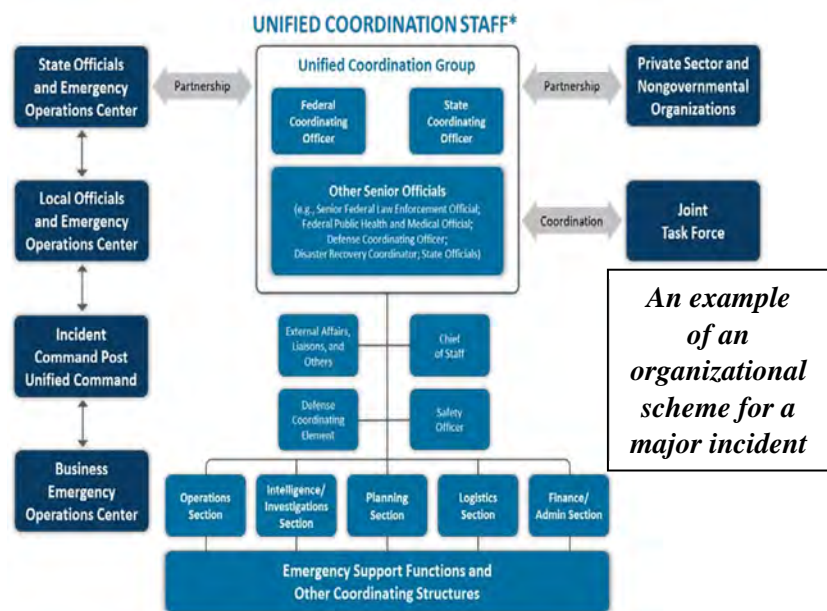 UNIFIED COORDINATION STAFF*
State Officials
and Emergency
Operations Center
Partnership
Unified Coordination Group
Federal
Coordinating
Officer
State
Coordinating
Officer
Partnership
Private Sector and
Nongovernmental
Organizations
Local Officials
and Emergency
Operations Center
Other Senior Officials
(e.g., Senior Federal Law Enforcement Official;
Federal Public Health and Medical Official;
Defense Coordinating Officer;
Disaster Recovery Coordinator; State Officials)
Coordination
Joint
Task Force
An example
of an
organizational
scheme for a
major incident
Incident
Command Post
Unified Command
External Affairs,
Liaisons, and
Others
Chief
of Staff
Defense
Coordinating
Element
Safety
Officer
Business
Emergency
Operations Center
Operations
Section
Intelligence/
Investigations
Section
Planning
Section
Logistics
Section
Finance/
Admin Section
Emergency Support Functions and
Other Coordinating Structures